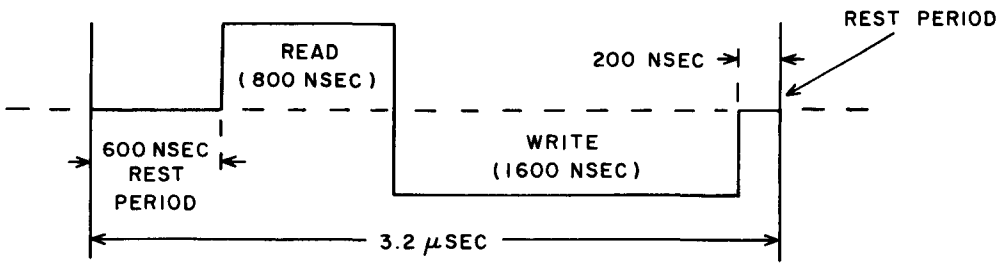 REST PERIOD
READ
(800 NSEC)
200 NSEC
600 NSEC
REST
PERIOD
WRITE
(1600 NSEC)
3.2 μSEC